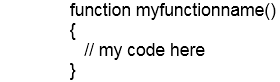 function myfunctionname()
{
// my code here
}